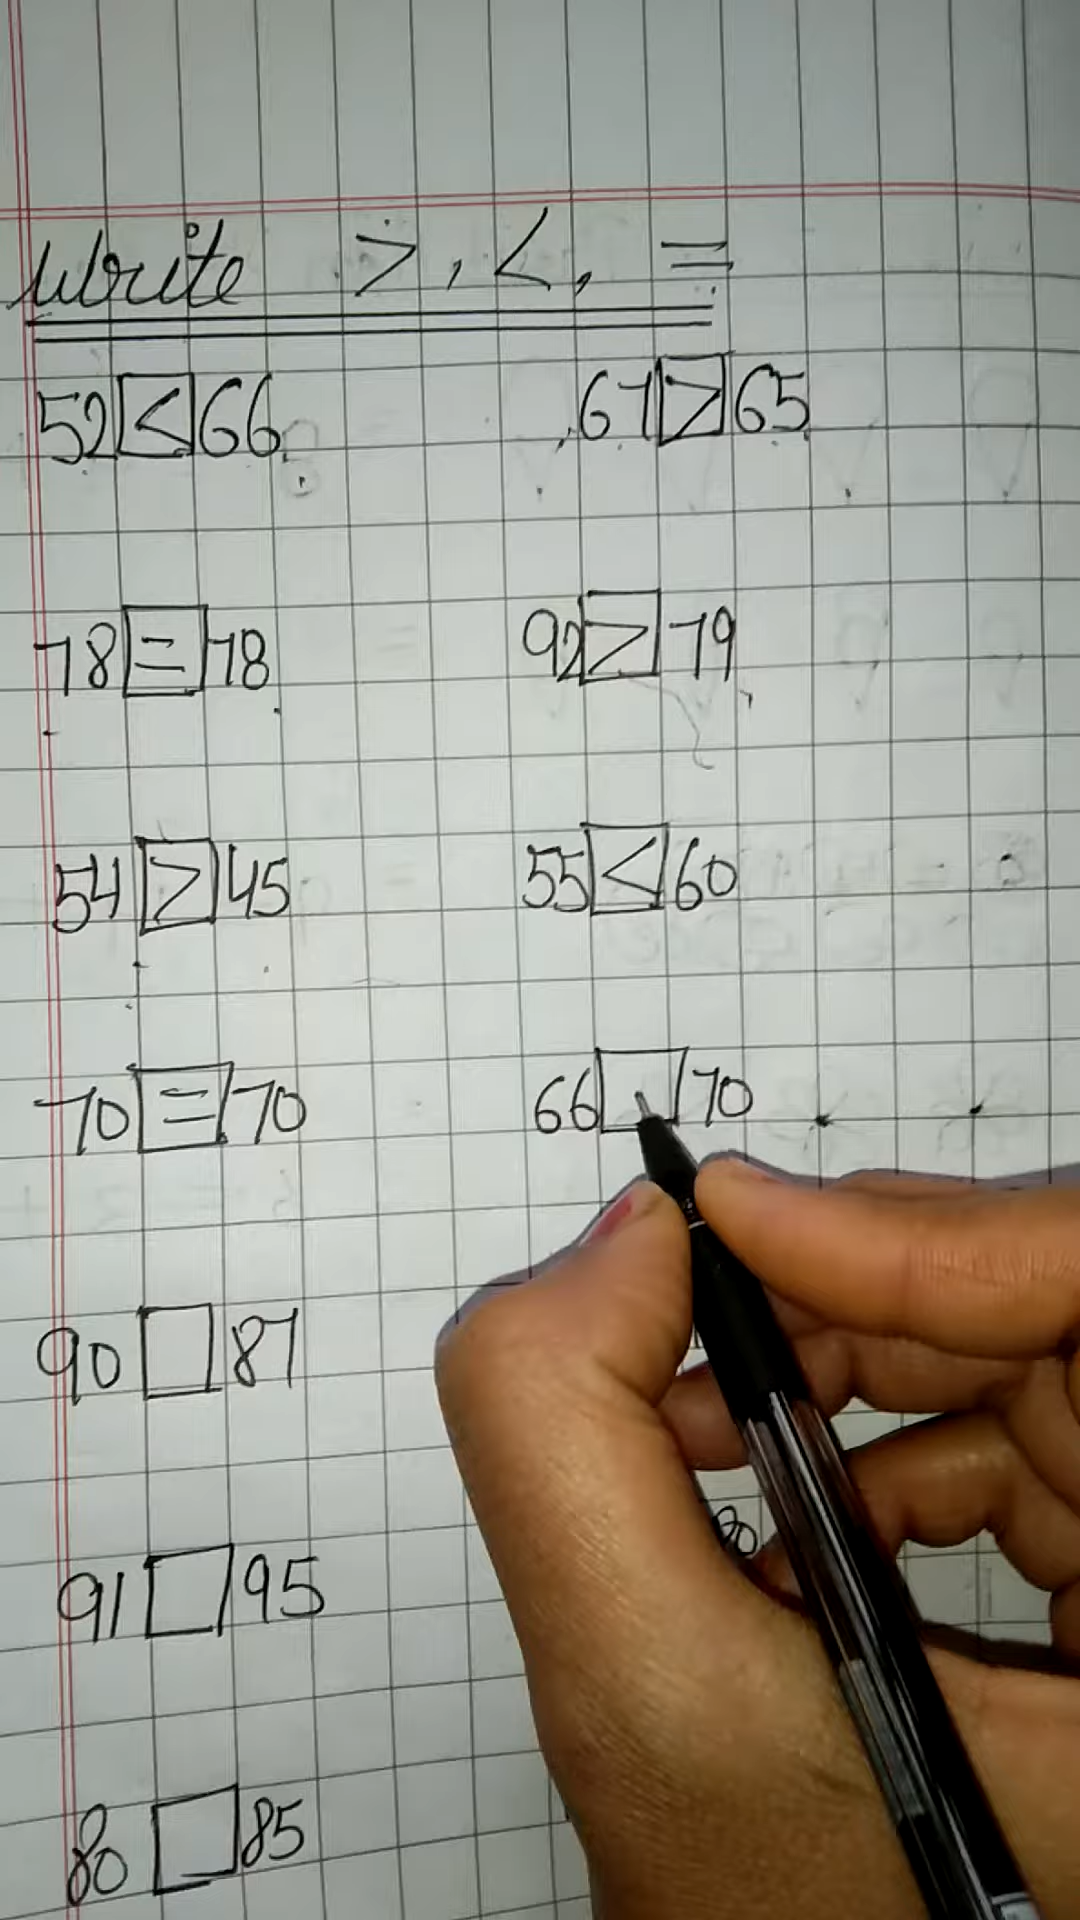 Write >, <, =
52 < 66 67 > 65
78 = 78 92 > 79
54 > 45 55 < 60
70 = 70 66 □ 70
90 □ 87
91 □ 95
80 □ 85